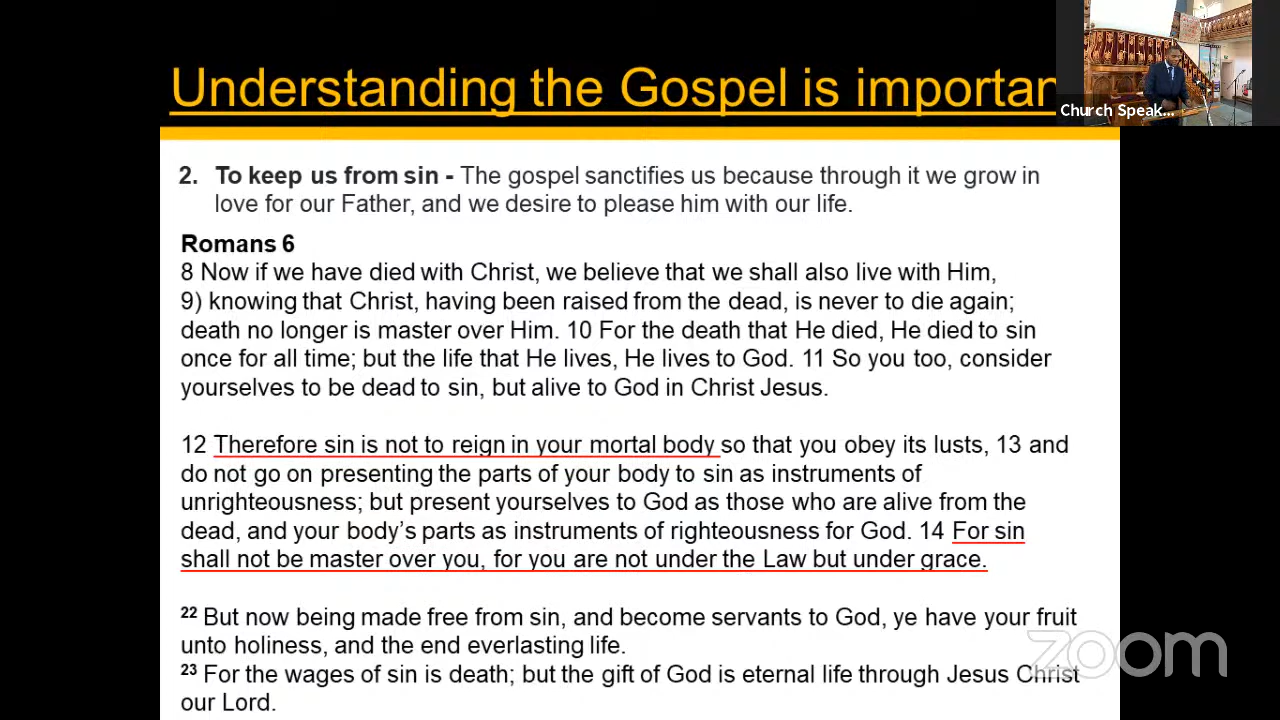 Understanding the Gospel is importan
Church Speak...
2. To keep us from sin - The gospel sanctifies us because through it we grow in
love for our Father, and we desire to please him with our life.
Romans 6
8 Now if we have died with Christ, we believe that we shall also live with Him,
9) knowing that Christ, having been raised from the dead, is never to die again;
death no longer is master over Him. 10 For the death that He died, He died to sin
once for all time; but the life that He lives, He lives to God. 11 So you too, consider
yourselves to be dead to sin, but alive to God in Christ Jesus.
12 Therefore sin is not to reign in your mortal body so that you obey its lusts, 13 and
do not go on presenting the parts of your body to sin as instruments of
unrighteousness; but present yourselves to God as those who are alive from the
dead, and your body’s parts as instruments of righteousness for God. 14 For sin
shall not be master over you, for you are not under the Law but under grace.
22 But now being made free from sin, and become servants to God, ye have your fruit
unto holiness, and the end everlasting life.
23 For the wages of sin is death; but the gift of God is eternal life through Jesus Christ
our Lord.
zoom